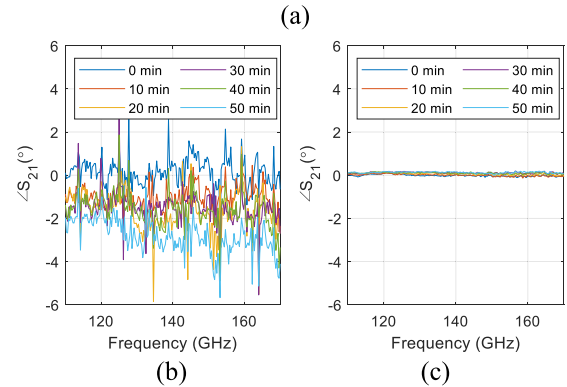 (a)
6
4
2
0
-2
-4
-6
∠S21(°)
0 min
10 min
20 min
30 min
40 min
50 min
120
140
160
Frequency (GHz)
(b)
6
4
2
0
-2
-4
-6
∠S21(°)
0 min
10 min
20 min
30 min
40 min
50 min
120
140
160
Frequency (GHz)
(c)